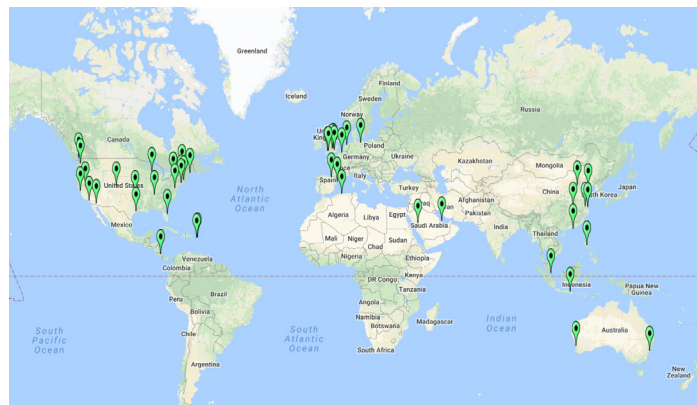 Greenland
Iceland
Finland
Sweden
Norway
Russia
Canada
United
Kingdom
Poland
Germany
Ukraine
Kazakhstan
Mongolia
Italy
Spain
Turkey
United States
North
Atlantic
Ocean
Afghanistan
Pakistan
China
South Korea
Japan
Algeria
Libya
Egypt
Saudi Arabia
India
Thailand
Mexico
Mali
Niger
Chad
Sudan
Nigeria
Ethiopia
Venezuela
Colombia
Kenya
DR Congo
Tanzania
Indonesia
Papua New
Guinea
Brazil
Peru
Bolivia
Angola
Namibia
Botswana
Madagascar
Indian
Ocean
Australia
Chile
South
Pacific
Ocean
South
Atlantic
Ocean
South Africa
Argentina
New
Zealand